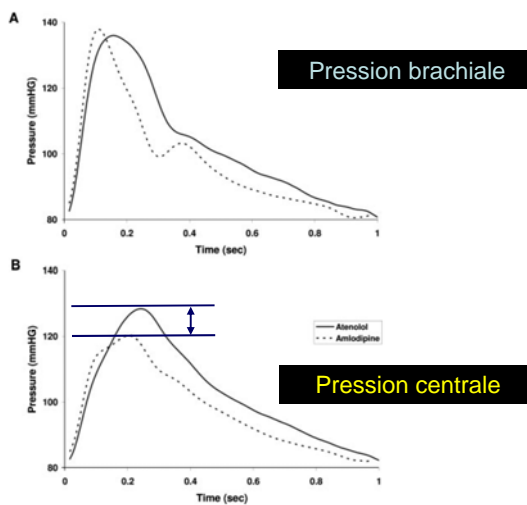 A
140
Pression brachiale
120
Pressure (mmHG)
100
80
0
0.2
0.4
0.6
0.8
1
Time (sec)
B
140
Atenolol
Amlodipine
120
Pressure (mmHG)
Pression centrale
100
80
0
0.2
0.4
0.6
0.8
1
Time (sec)